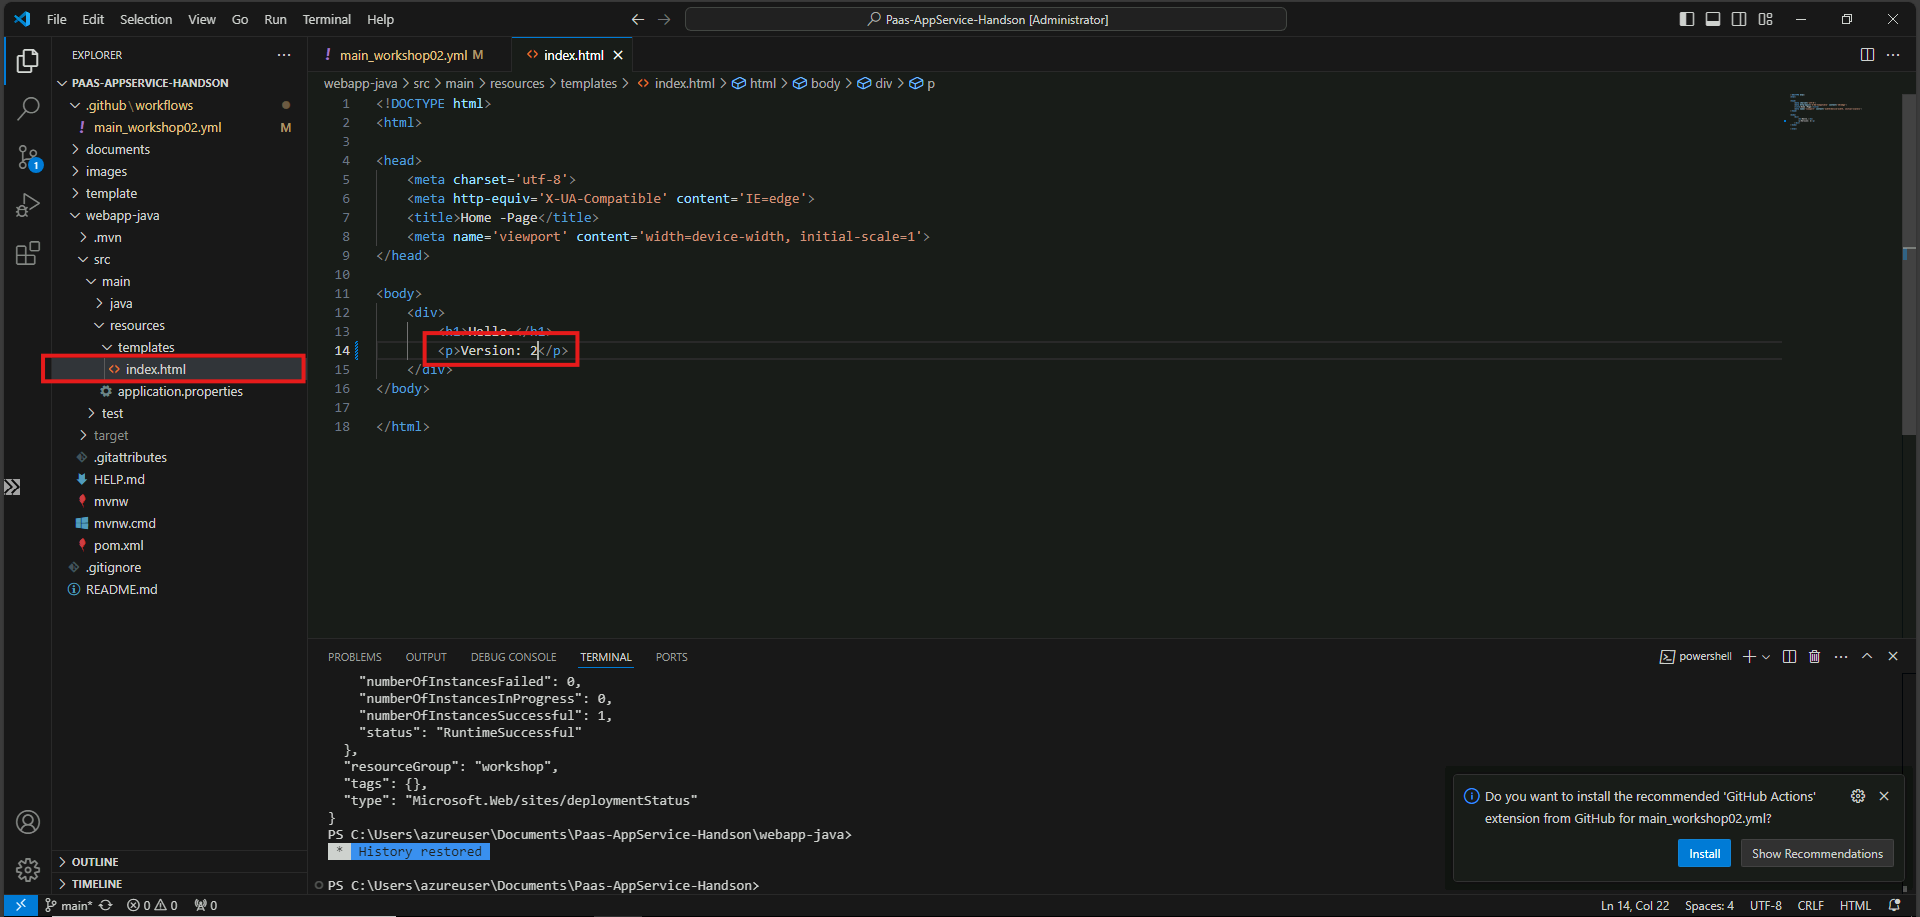 File Edit Selection View Go Run Terminal Help
Paas-AppService-Handson [Administrator]
EXPLORER
PAAS-APPSERVICE-HANDSON
.github\workflows
! main_workshop02.yml M
documents
images
template
webapp-java
.mvn
src
main
java
resources
templates
<> index.html
application.properties
test
target
.gitattributes
HELP.md
mvnw
mvnw.cmd
pom.xml
.gitignore
README.md
OUTLINE
TIMELINE
1
! main_workshop02.yml M
<> index.html
webapp-java > src > main > resources > templates > <> index.html > html > body > div > p
1 <!DOCTYPE html>
2 <html>
3
4 <head>
5 <meta charset='utf-8'>
6 <meta http-equiv='X-UA-Compatible' content='IE=edge'>
7 <title>Home -Page</title>
8 <meta name='viewport' content='width=device-width, initial-scale=1'>
9 </head>
10
11 <body>
12 <div>
13 <h1>Hello.</h1>
14 <p>Version: 2</p>
15 </div>
16 </body>
17
18 </html>
PROBLEMS OUTPUT DEBUG CONSOLE TERMINAL PORTS
powershell
"numberOfInstancesFailed": 0,
"numberOfInstancesInProgress": 0,
"numberOfInstancesSuccessful": 1,
"status": "RuntimeSuccessful"
},
"resourceGroup": "workshop",
"tags": {},
"type": "Microsoft.Web/sites/deploymentStatus"
}
PS C:\Users\azureuser\Documents\Paas-AppService-Handson\webapp-java>
* History restored
PS C:\Users\azureuser\Documents\Paas-AppService-Handson>
Do you want to install the recommended 'GitHub Actions'
extension from GitHub for main_workshop02.yml?
Install Show Recommendations
main* 0 0 0
Ln 14, Col 22 Spaces: 4 UTF-8 CRLF HTML